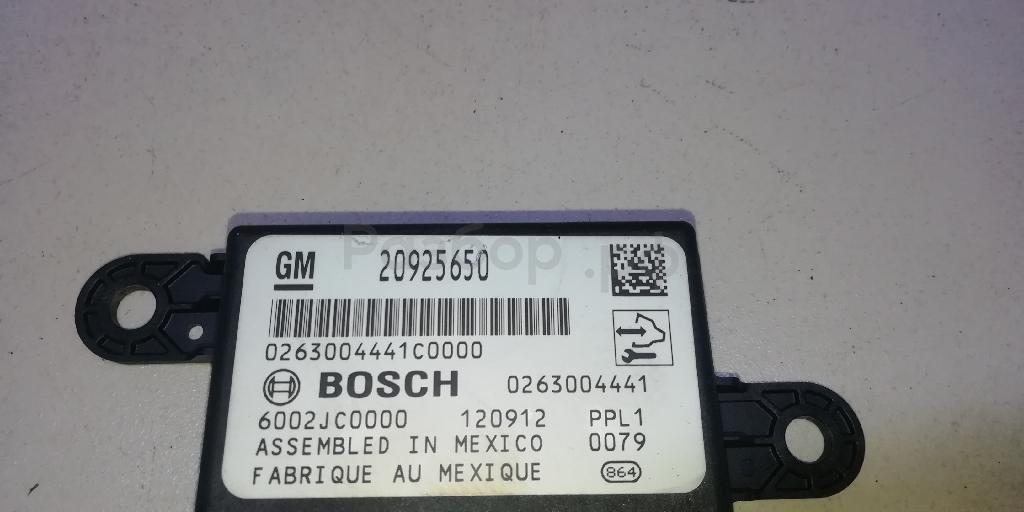 GM 20925650
0263004441C0000
BOSCH 0263004441
6002JC0000 120912 PPL1
ASSEMBLED IN MEXICO 0079
FABRIQUE AU MEXIQUE 864